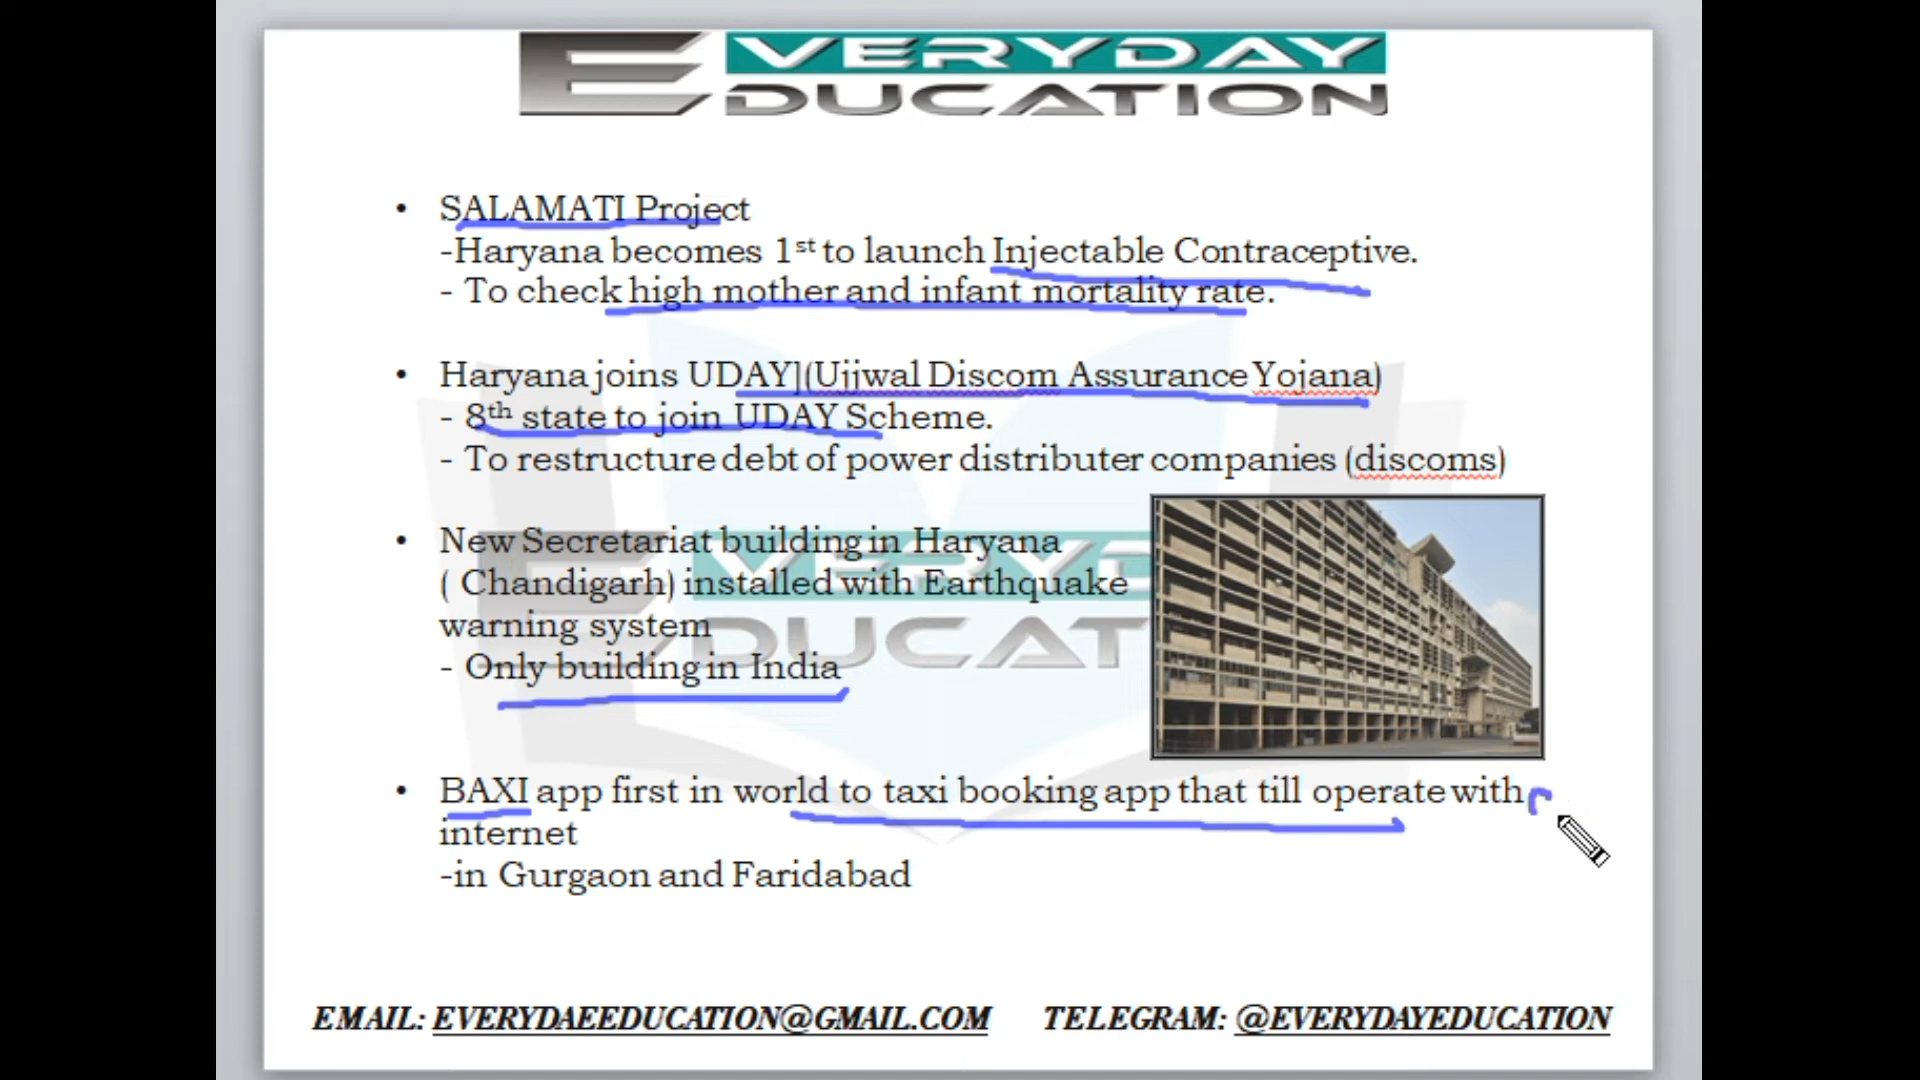 EVERYDAY
EDUCATION
• SALAMATI Project
-Haryana becomes 1st to launch Injectable Contraceptive.
- To check high mother and infant mortality rate.
• Haryana joins UDAY](Ujjwal Discom Assurance Yojana)
- 8th state to join UDAY Scheme.
- To restructure debt of power distributer companies (discoms)
• New Secretariat building in Haryana
( Chandigarh) installed with Earthquake
warning system
- Only building in India
• BAXI app first in world to taxi booking app that till operate with
internet
-in Gurgaon and Faridabad
EMAIL: EVERYDAEEDUCATION@GMAIL.COM TELEGRAM: @EVERYDAYEDUCATION